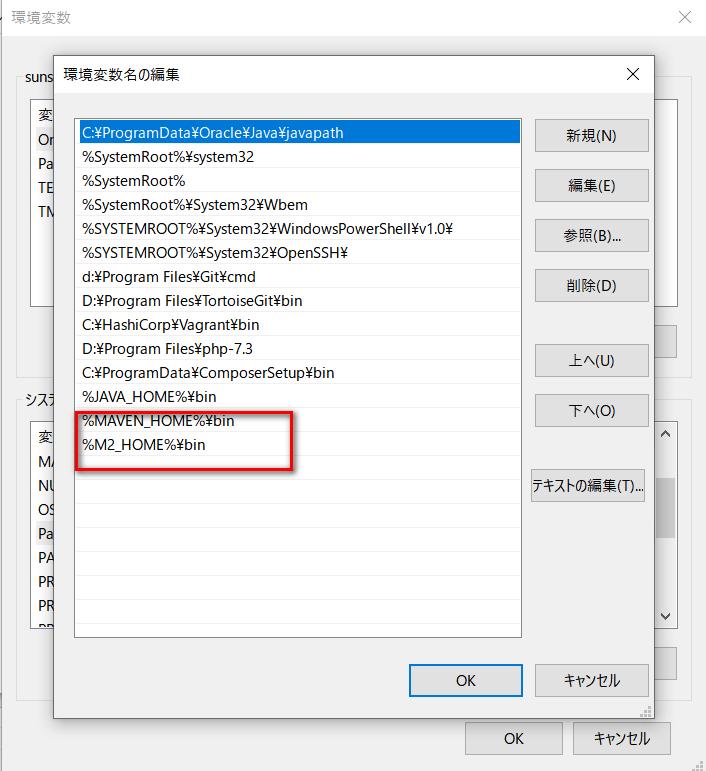 環境変数
環境変数名の編集
suns
変
Or
Pa
TE
TM
C:¥ProgramData¥Oracle¥Java¥javapath
%SystemRoot%¥system32
%SystemRoot%
%SystemRoot%¥System32¥Wbem
%SYSTEMROOT%¥System32¥WindowsPowerShell¥v1.0¥
%SYSTEMROOT%¥System32¥OpenSSH¥
d:¥Program Files¥Git¥cmd
D:¥Program Files¥TortoiseGit¥bin
C:¥HashiCorp¥Vagrant¥bin
D:¥Program Files¥php-7.3
C:¥ProgramData¥ComposerSetup¥bin
%JAVA_HOME%¥bin
%MAVEN_HOME%¥bin
%M2_HOME%¥bin
新規(N)
編集(E)
参照(B)...
削除(D)
上へ(U)
下へ(O)
テキストの編集(T)...
システ
変
MA
NU
OS
Pa
PA
PR
PR
OK
キャンセル
OK
キャンセル